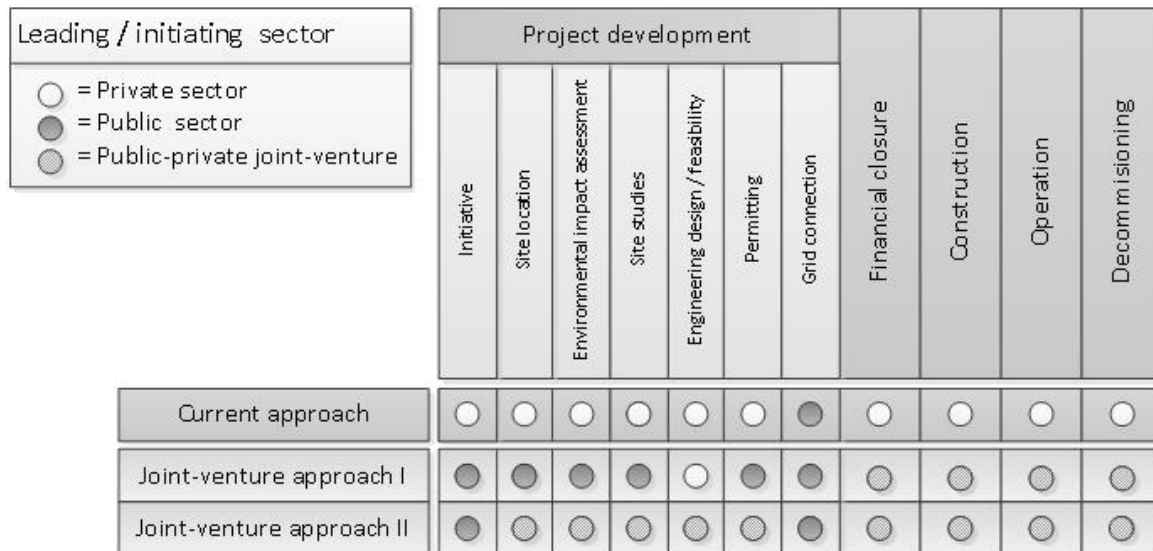 Leading / initiating sector
= Private sector
= Public sector
= Public-private joint-venture
Project development
Initiative
Site location
Environmental impact assessment
Site studies
Engineering design / feasibility
Permitting
Grid connection
Financial closure
Construction
Operation
Decommisioning
Current approach
Joint-venture approach I
Joint-venture approach II